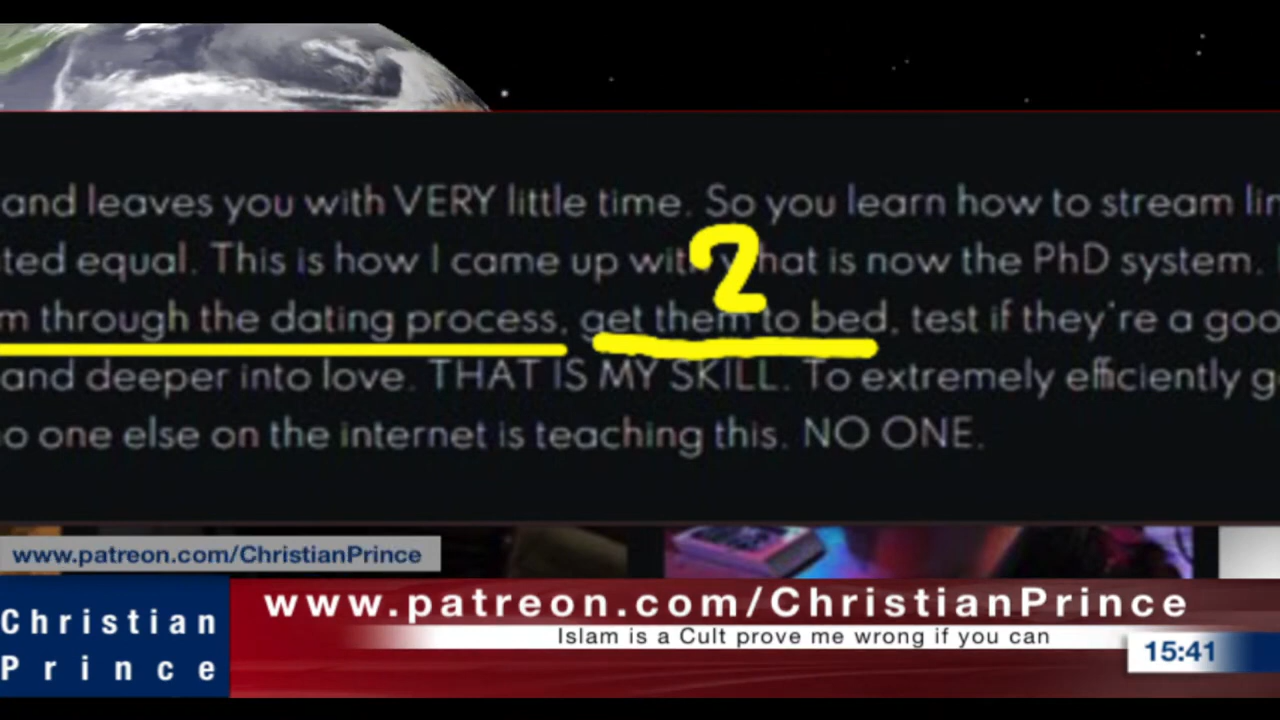 and leaves you with VERY little time. So you learn how to stream
ted equal. This is how I came up with what is now the PhD system.
m through the dating process, get them to bed, test if they're a goo
2
and deeper into love. THAT IS MY SKILL. To extremely efficiently g
o one else on the internet is teaching this. NO ONE.
www.patreon.com/ChristianPrince
Christian
Prince
www.patreon.com/ChristianPrince
Islam is a Cult prove me wrong if you can
15:41